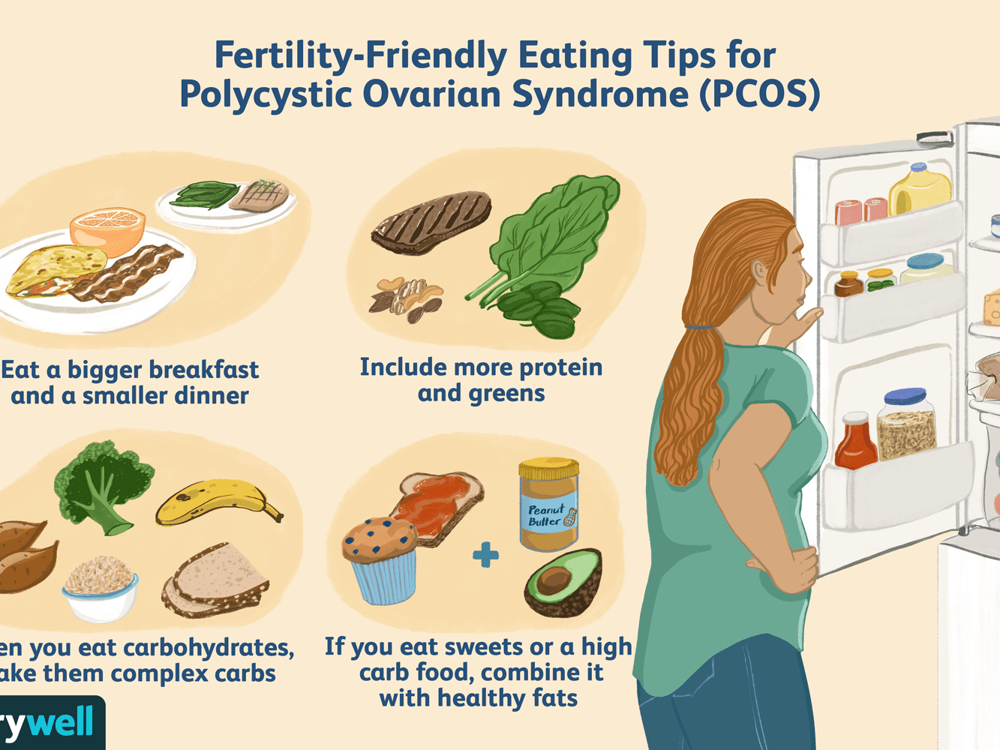 Fertility-Friendly Eating Tips for
Polycystic Ovarian Syndrome (PCOS)
Eat a bigger breakfast
and a smaller dinner
Include more protein
and greens
Peanut
Butter
en you eat carbohydrates,
ake them complex carbs
If you eat sweets or a high
carb food, combine it
with healthy fats
rywell